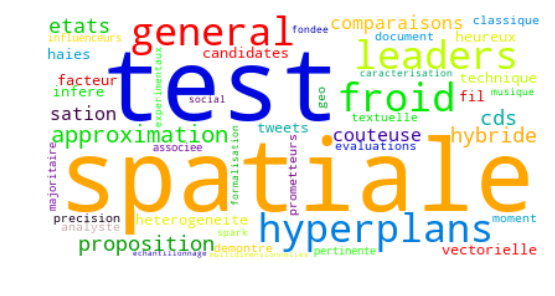 etats general fondee comparaisons classique
influenceurs document heureux
haies candidates leaders
test
facteur experimentaux caracterisation technique
infere social geo froid fil musique
sation textuelle cds
approximation tweets couteuse hybride
associee evaluations
majoritaire spatiale formalisation prometteurs
precision heterogeneite hyperplans moment
analyste spark
proposition demontre pertinente vectorielle
echantillonnage multidimensionnelles